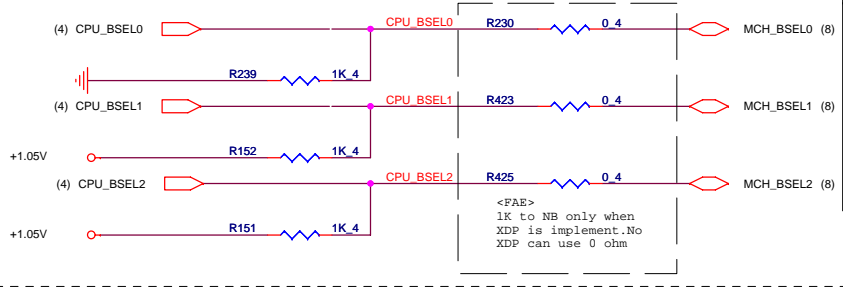 (4) CPU_BSEL0 CPU_BSEL0 R230 0_4 MCH_BSEL0 (8)
R239 1K_4
(4) CPU_BSEL1 CPU_BSEL1 R423 0_4 MCH_BSEL1 (8)
+1.05V R152 1K_4
(4) CPU_BSEL2 CPU_BSEL2 R425 0_4 MCH_BSEL2 (8)
<FAE>
1K to NB only when
XDP is implement.No
XDP can use 0 ohm
+1.05V R151 1K_4